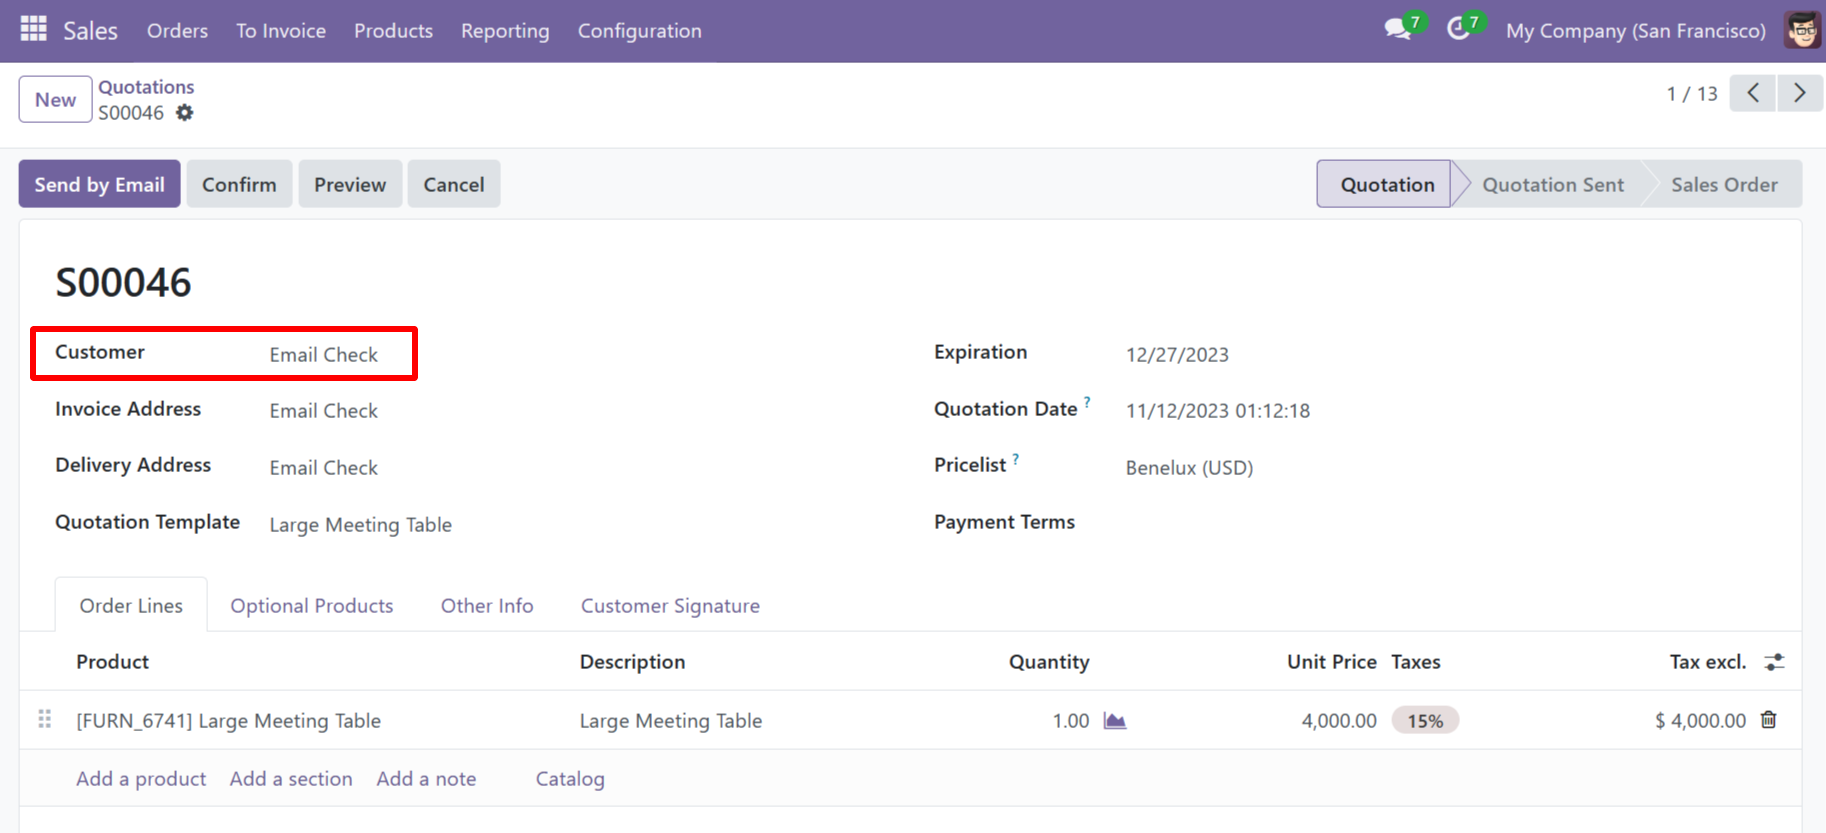 Sales Orders To Invoice Products Reporting Configuration 7 7 My Company (San Francisco)
New Quotations 1 / 13
S00046
Send by Email Confirm Preview Cancel Quotation Quotation Sent Sales Order
S00046
Customer Email Check Expiration 12/27/2023
Invoice Address Email Check Quotation Date ? 11/12/2023 01:12:18
Delivery Address Email Check Pricelist ? Benelux (USD)
Quotation Template Large Meeting Table Payment Terms
Order Lines Optional Products Other Info Customer Signature
Product Description Quantity Unit Price Taxes Tax excl.
[FURN_6741] Large Meeting Table Large Meeting Table 1.00 4,000.00 15% $ 4,000.00
Add a product Add a section Add a note Catalog